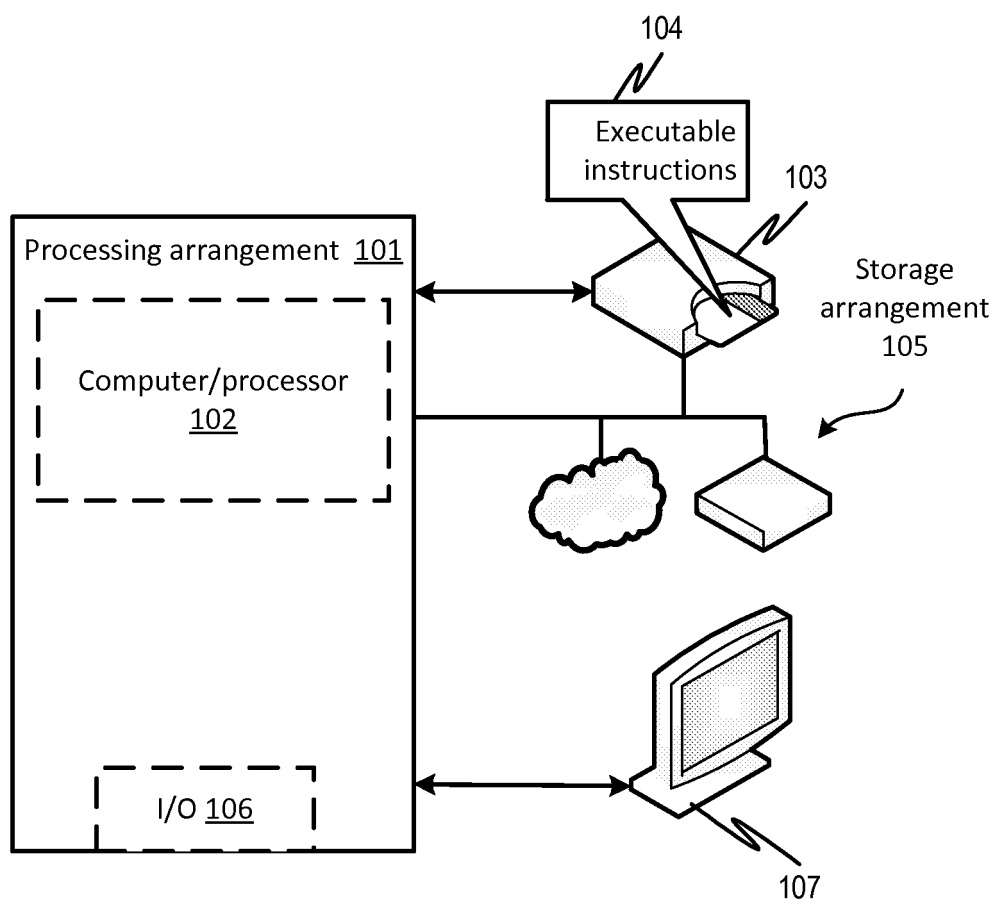 104
Executable
instructions
103
Processing arrangement 101
Storage
arrangement
105
Computer/processor
102
I/O 106
107